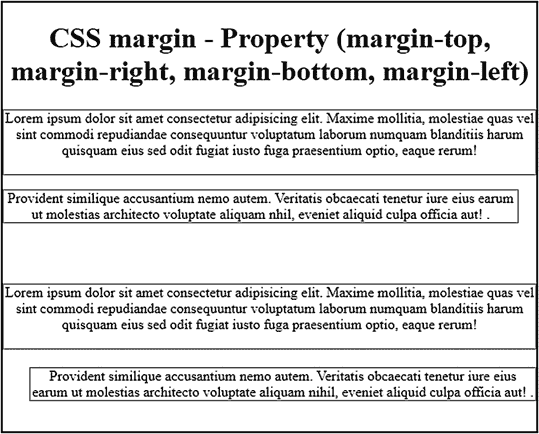 CSS margin - Property (margin-top,
margin-right, margin-bottom, margin-left)
Lorem ipsum dolor sit amet consectetur adipisicing elit. Maxime mollitia, molestiae quas vel
sint commodi repudiandae consequuntur voluptatum laborum numquam blanditiis harum
quisquam eius sed odit fugiat iusto fuga praesentium optio, eaque rerum!
Provident similique accusantium nemo autem. Veritatis obcaecati tenetur iure eius earum
ut molestias architecto voluptate aliquam nhil, eveniet aliquid culpa officia aut! .
Lorem ipsum dolor sit amet consectetur adipisicing elit. Maxime mollitia, molestiae quas vel
sint commodi repudiandae consequuntur voluptatum laborum numquam blanditiis harum
quisquam eius sed odit fugiat iusto fuga praesentium optio, eaque rerum!
Provident similique accusantium nemo autem. Veritatis obcaecati tenetur iure eius
earum ut molestias architecto voluptate aliquam nihil, eveniet aliquid culpa officia aut! .